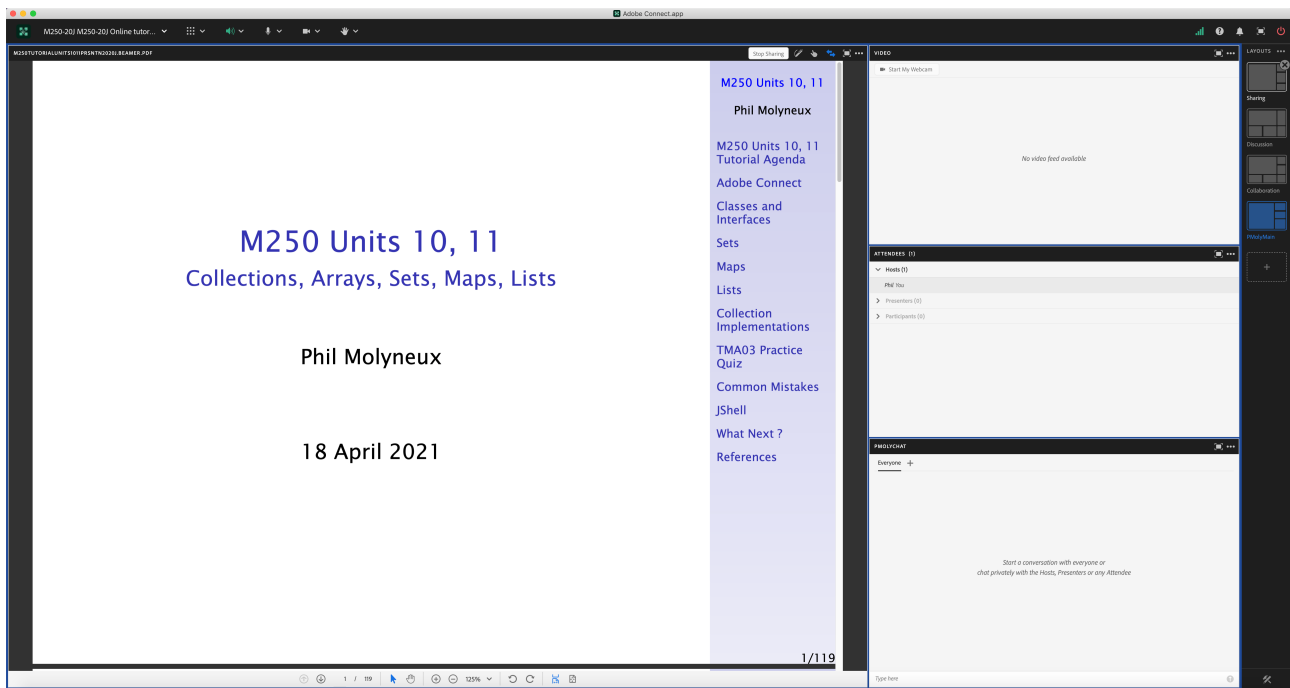 Adobe Connect.app
M250-20J M250-20J Online tutor...
M250TUTORIALUNITS1011PRSNTN2020J.BEAMER.PDF
Stop Sharing
M250 Units 10, 11
Collections, Arrays, Sets, Maps, Lists
Phil Molyneux
18 April 2021
M250 Units 10, 11
Phil Molyneux
M250 Units 10, 11
Tutorial Agenda
Adobe Connect
Classes and
Interfaces
Sets
Maps
Lists
Collection
Implementations
TMA03 Practice
Quiz
Common Mistakes
JShell
What Next ?
References
1/119
1 / 119
125%
VIDEO
Start My Webcam
No video feed available
ATTENDEES (1)
Hosts (1)
Phil You
Presenters (0)
Participants (0)
PMOLYCHAT
Everyone
Start a conversation with everyone or
chat privately with the Hosts, Presenters or any Attendee
Type here
LAYOUTS
Sharing
Discussion
Collaboration
PMolyMain